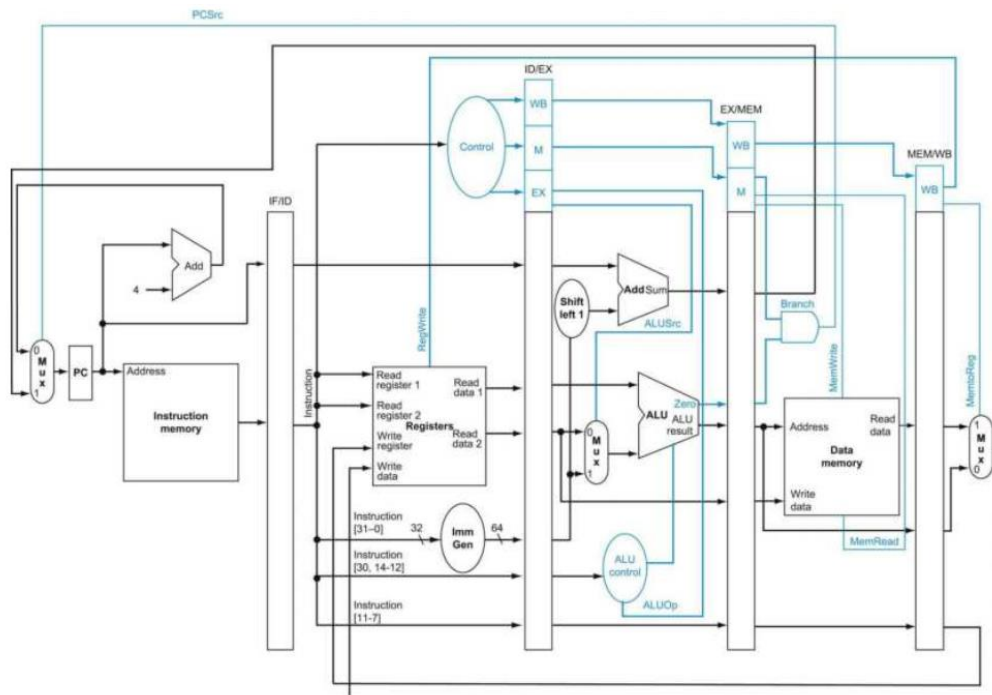 PCSrc
ID/EX
WB
EX/MEM
Control
M
WB
MEM/WB
EX
M
WB
IF/ID
Add
4
Add Sum
Shift
left 1
Branch
ALUSrc
RegWrite
MemWrite
MemtoReg
0
M
u
x
1
PC
Address
Instruction
memory
Instruction
Read
register 1
Read
data 1
Read
register 2
Registers
Write
register
Read
data 2
Write
data
Zero
ALU
ALU
result
0
M
u
x
1
Address
Read
data
Data
memory
Write
data
1
M
u
x
0
Instruction
[31–0]
32
Imm
Gen
64
MemRead
Instruction
[30, 14-12]
ALU
control
ALUOp
Instruction
[11-7]